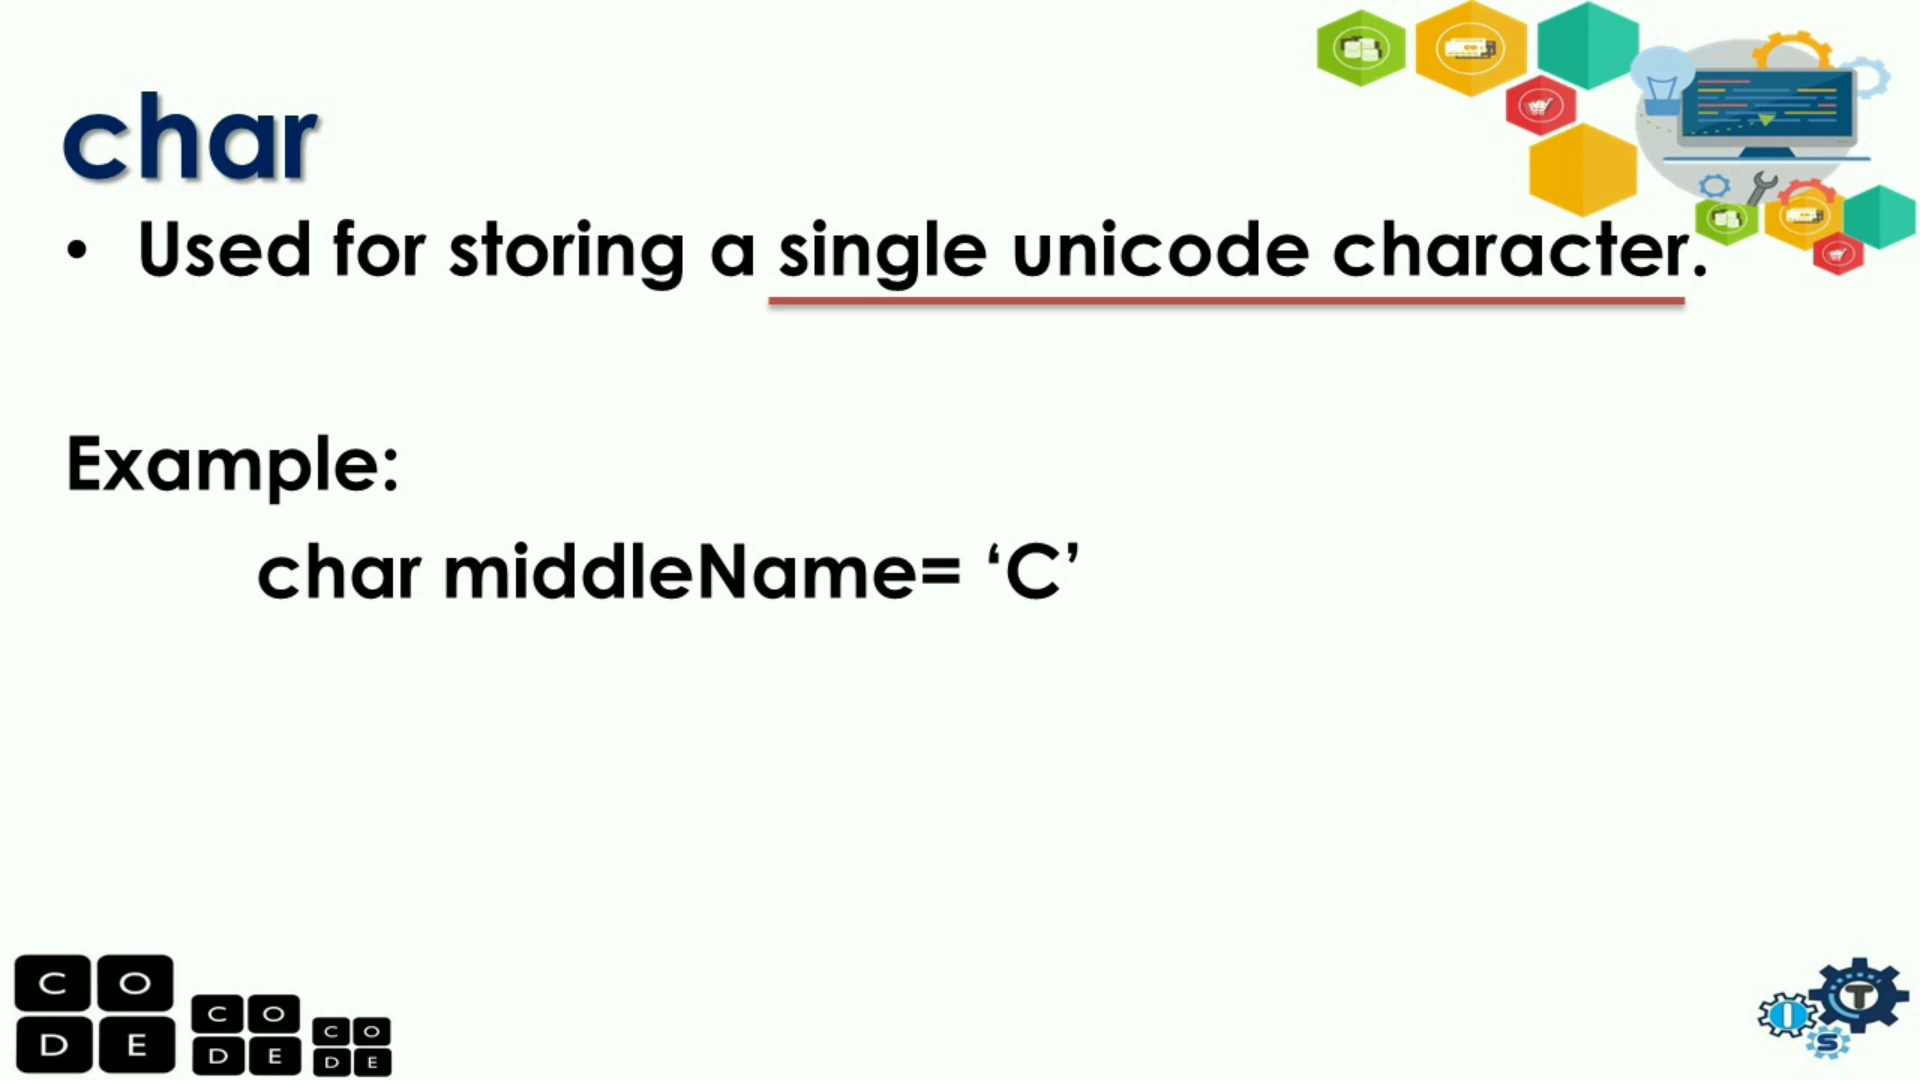 char
• Used for storing a single unicode character.
Example:
char middleName= ‘C’
C O
D E
C O
D E
C O
D E
I T
S